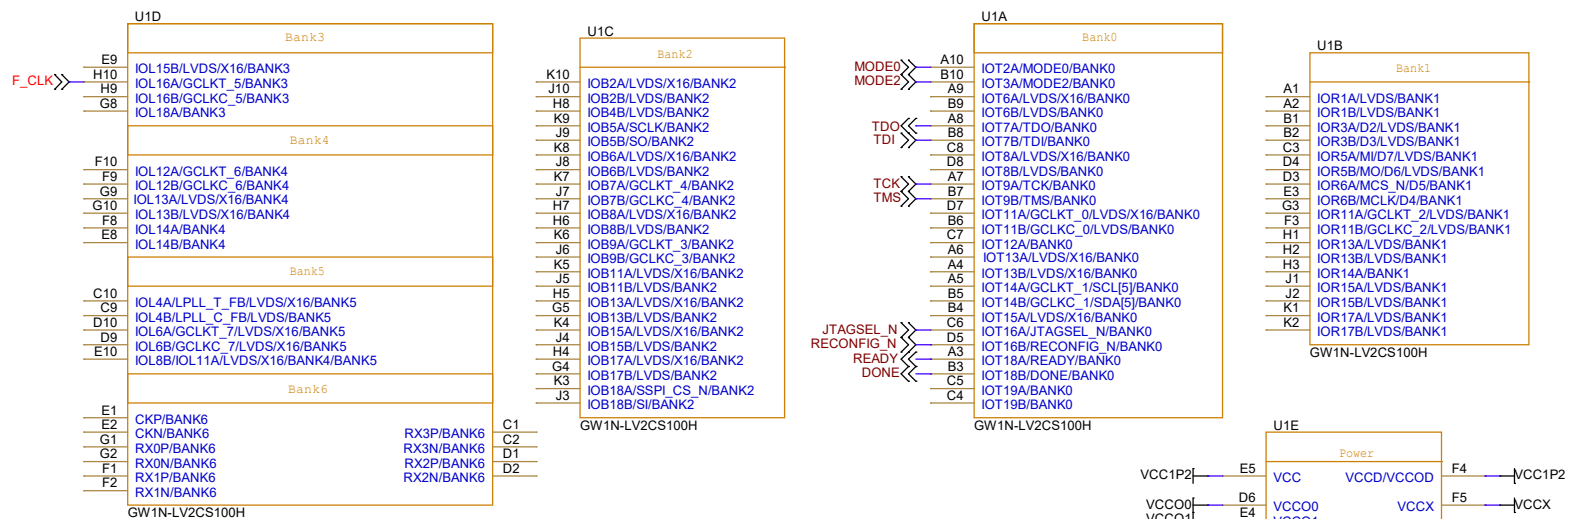 U1D
Bank3
E9 IOL15B/LVDS/X16/BANK3
F_CLK H10 IOL16A/GCLKT_5/BANK3
H9 IOL16B/GCLKC_5/BANK3
G8 IOL18A/BANK3
Bank4
F10 IOL12A/GCLKT_6/BANK4
F9 IOL12B/GCLKC_6/BANK4
G9 IOL13A/LVDS/X16/BANK4
G10 IOL13B/LVDS/X16/BANK4
F8 IOL14A/BANK4
E8 IOL14B/BANK4
Bank5
C10 IOL4A/LPLL_T_FB/LVDS/X16/BANK5
C9 IOL4B/LPLL_C_FB/LVDS/BANK5
D10 IOL6A/GCLKT_7/LVDS/X16/BANK5
D9 IOL6B/GCLKC_7/LVDS/X16/BANK5
E10 IOL8B/IOL11A/LVDS/X16/BANK4/BANK5
Bank6
E1 CKP/BANK6
E2 CKN/BANK6 RX3P/BANK6 C1
G1 RX0P/BANK6 RX3N/BANK6 C2
G2 RX0N/BANK6 RX2P/BANK6 D1
F1 RX1P/BANK6 RX2N/BANK6 D2
F2 RX1N/BANK6
GW1N-LV2CS100H
U1C
Bank2
K10 IOB2A/LVDS/X16/BANK2
J10 IOB2B/LVDS/BANK2
H8 IOB4B/LVDS/BANK2
K9 IOB5A/SCLK/BANK2
J9 IOB5B/SO/BANK2
K8 IOB6A/LVDS/X16/BANK2
J8 IOB6B/LVDS/BANK2
K7 IOB7A/GCLKT_4/BANK2
J7 IOB7B/GCLKC_4/BANK2
H7 IOB8A/LVDS/X16/BANK2
H6 IOB8B/LVDS/BANK2
K6 IOB9A/GCLKT_3/BANK2
J6 IOB9B/GCLKC_3/BANK2
K5 IOB11A/LVDS/X16/BANK2
J5 IOB11B/LVDS/BANK2
H5 IOB13A/LVDS/X16/BANK2
G5 IOB13B/LVDS/BANK2
K4 IOB15A/LVDS/X16/BANK2
J4 IOB15B/LVDS/BANK2
H4 IOB17A/LVDS/X16/BANK2
G4 IOB17B/LVDS/BANK2
K3 IOB18A/SSPI_CS_N/BANK2
J3 IOB18B/SI/BANK2
GW1N-LV2CS100H
U1A
Bank0
MODE0 A10 IOT2A/MODE0/BANK0
MODE2 B10 IOT3A/MODE2/BANK0
A9 IOT6A/LVDS/X16/BANK0
B9 IOT6B/LVDS/BANK0
TDO A8 IOT7A/TDO/BANK0
TDI B8 IOT7B/TDI/BANK0
C8 IOT8A/LVDS/X16/BANK0
D8 IOT8B/LVDS/BANK0
TCK A7 IOT9A/TCK/BANK0
TMS B7 IOT9B/TMS/BANK0
D7 IOT11A/GCLKT_0/LVDS/X16/BANK0
B6 IOT11B/GCLKC_0/LVDS/BANK0
C7 IOT12A/BANK0
A6 IOT13A/LVDS/X16/BANK0
A4 IOT13B/LVDS/X16/BANK0
A5 IOT14A/GCLKT_1/SCL[5]/BANK0
B5 IOT14B/GCLKC_1/SDA[5]/BANK0
B4 IOT15A/LVDS/X16/BANK0
JTAGSEL_N C6 IOT16A/JTAGSEL_N/BANK0
RECONFIG_N D5 IOT16B/RECONFIG_N/BANK0
READY A3 IOT18A/READY/BANK0
DONE B3 IOT18B/DONE/BANK0
C5 IOT19A/BANK0
C4 IOT19B/BANK0
GW1N-LV2CS100H
U1B
Bank1
A1 IOR1A/LVDS/BANK1
A2 IOR1B/LVDS/BANK1
B1 IOR3A/D2/LVDS/BANK1
B2 IOR3B/D3/LVDS/BANK1
C3 IOR5A/MI/D7/LVDS/BANK1
D4 IOR5B/MO/D6/LVDS/BANK1
D3 IOR6A/MCS_N/D5/BANK1
E3 IOR6B/MCLK/D4/BANK1
G3 IOR11A/GCLKT_2/LVDS/BANK1
F3 IOR11B/GCLKC_2/LVDS/BANK1
H1 IOR13A/LVDS/BANK1
H2 IOR13B/LVDS/BANK1
H3 IOR14A/BANK1
J1 IOR15A/LVDS/BANK1
J2 IOR15B/LVDS/BANK1
K1 IOR17A/LVDS/BANK1
K2 IOR17B/LVDS/BANK1
GW1N-LV2CS100H
U1E
Power
VCC1P2 E5 VCC VCCD/VCCOD F4 VCC1P2
VCCO0 D6 VCCO0 VCCX F5 VCCX
VCCO1 E4 VCCO1